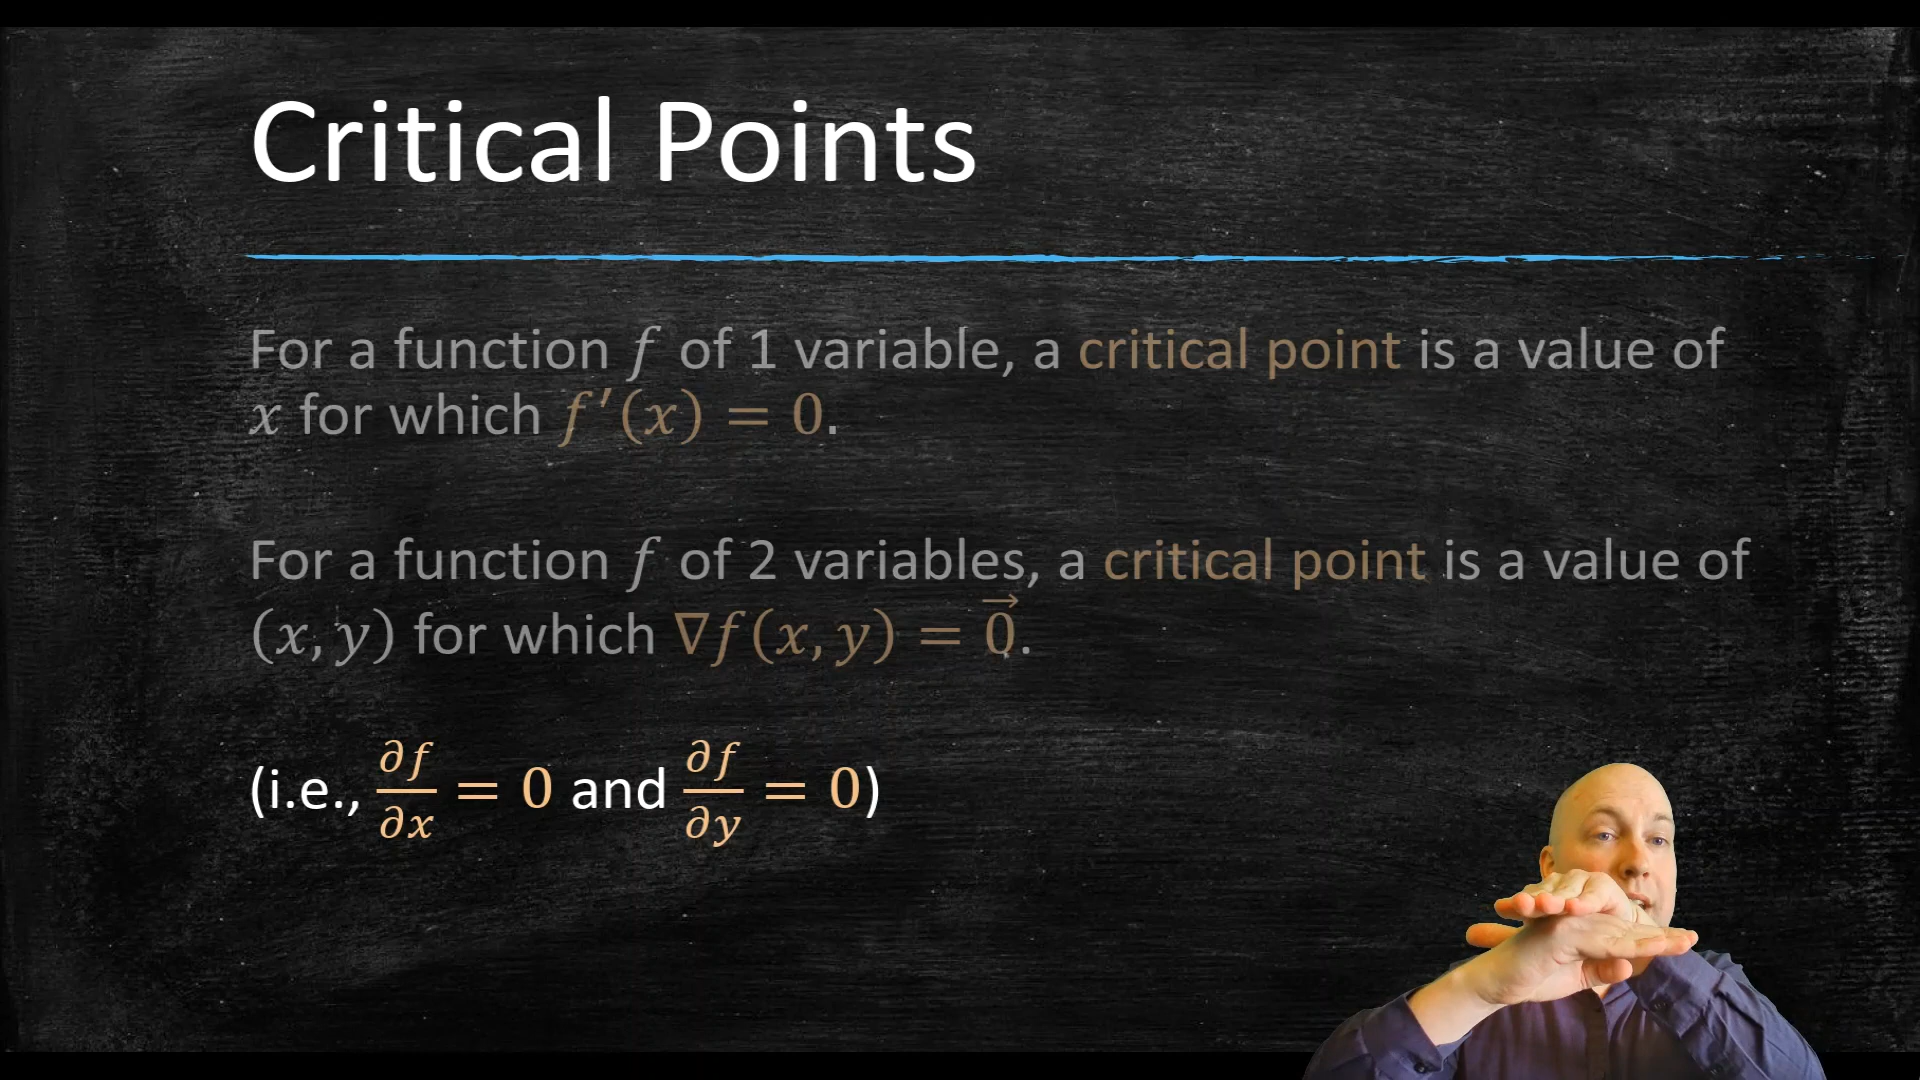 Critical Points
For a function f of 1 variable, a critical point is a value of
x for which f′(x) = 0.
For a function f of 2 variables, a critical point is a value of
(x, y) for which ∇f(x, y) = 0⃗.
(i.e., ∂f/∂x = 0 and ∂f/∂y = 0)